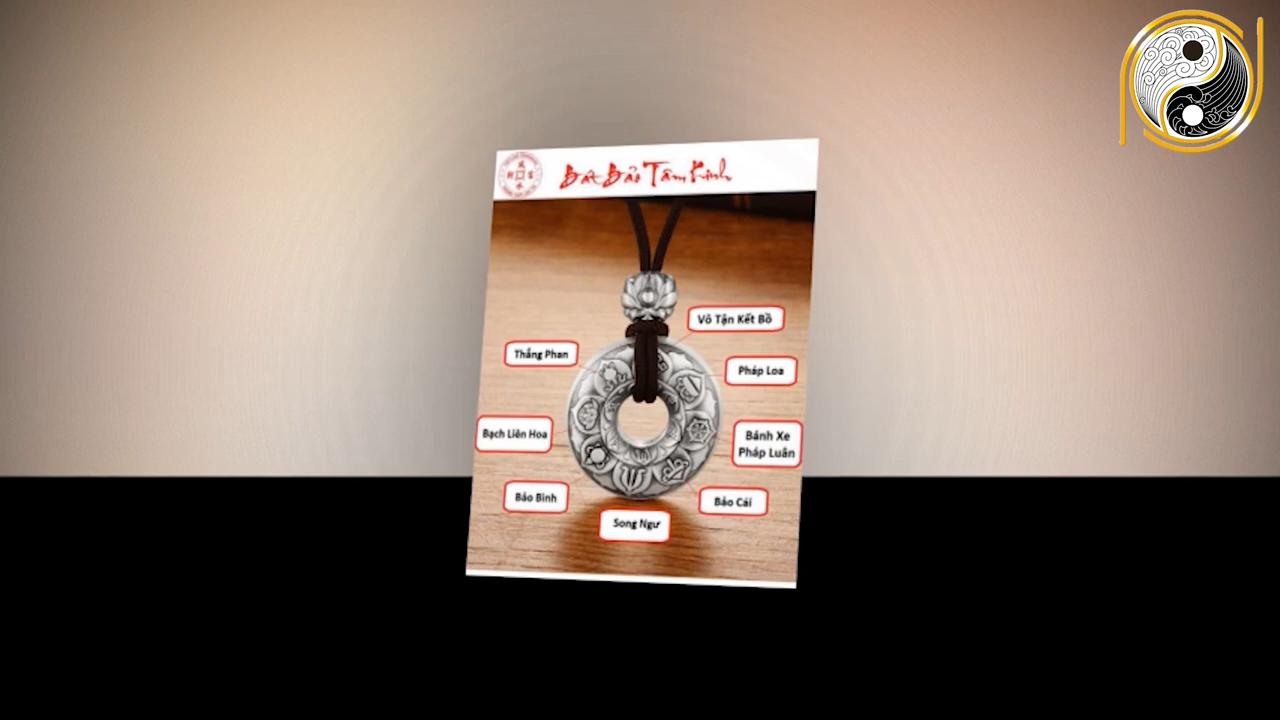 Bát Bảo Tâm Kinh
Vô Tận Kết Bồ
Thắng Phan
Pháp Loa
Bạch Liên Hoa
Bánh Xe
Pháp Luân
Bảo Bình
Bảo Cái
Song Ngư